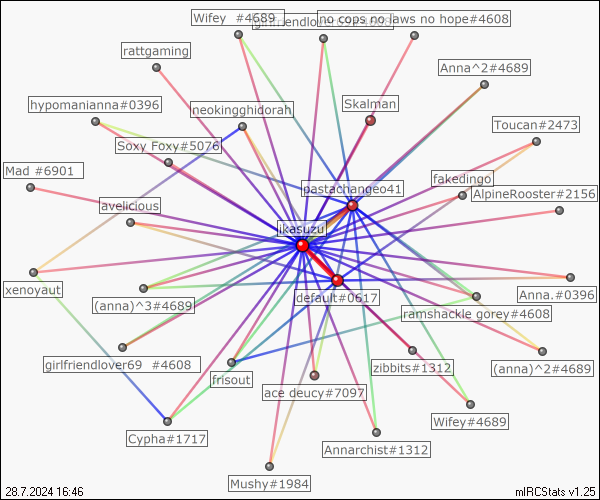 Wifey #4689
girlfriendlover69#4608
no cops no laws no hope#4608
rattgaming
Anna^2#4689
hypomanianna#0396
neokingghidorah
Skalman
Toucan#2473
Soxy Foxy#5076
Mad #6901
pastachangeo41
fakedingo
AlpineRooster#2156
avelicious
ikasuzu
xenoyaut
(anna)^3#4689
default#0617
Anna.#0396
ramshackle gorey#4608
girlfriendlover69 #4608
frisout
zibbits#1312
(anna)^2#4689
ace deucy#7097
Wifey#4689
Cypha#1717
Annarchist#1312
Mushy#1984
28.7.2024 16:46
mIRCStats v1.25